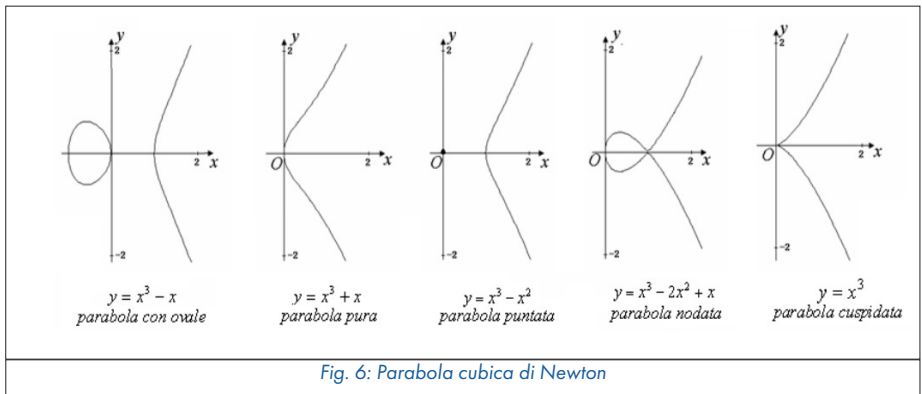 y
2
x
2
-2
y = x³ − x
parabola con ovale
y
2
O
x
2
-2
y = x³ + x
parabola pura
y
2
O
x
2
-2
y = x³ − x²
parabola puntata
y
2
O
x
2
-2
y = x³ − 2x² + x
parabola nodata
y
2
O
x
2
-2
y = x³
parabola cuspidata
Fig. 6: Parabola cubica di Newton